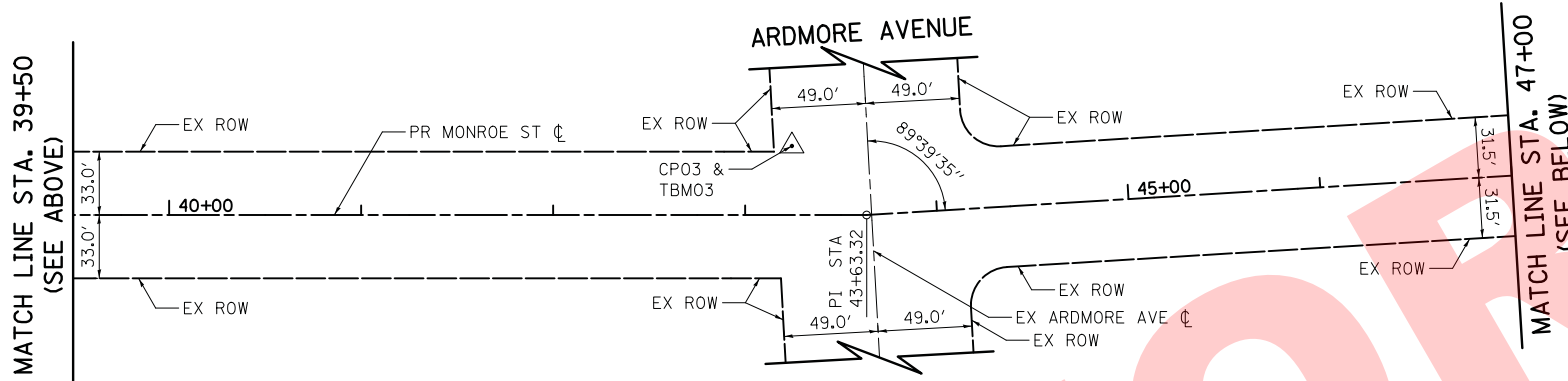 MATCH LINE STA. 39+50
(SEE ABOVE)
ARDMORE AVENUE
MATCH LINE STA. 47+00
(SEE BELOW)
49.0'
49.0'
EX ROW
EX ROW
EX ROW
EX ROW
PR MONROE ST ℄
CP03 &
TBM03
89°39'35''
33.0'
33.0'
40+00
45+00
31.5'
31.5'
PI STA
43+63.32
EX ROW
EX ROW
EX ROW
EX ROW
49.0'
49.0'
EX ARDMORE AVE ℄
EX ROW